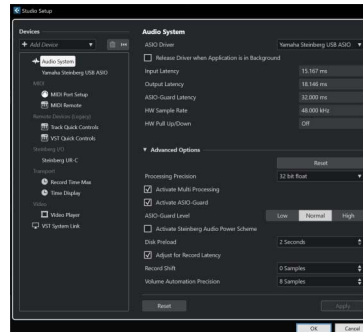 Studio Setup
Devices
+ Add Device
Audio System
Yamaha Steinberg USB ASIO
MIDI
MIDI Port Setup
MIDI Remote
Remote Devices (Legacy)
Track Quick Controls
VST Quick Controls
Steinberg I/O
Steinberg UR-C
Transport
Record Time Max
Time Display
Video
Video Player
VST System Link
Audio System
ASIO Driver Yamaha Steinberg USB ASIO
Release Driver when Application is in Background
Input Latency 15.167 ms
Output Latency 18.146 ms
ASIO-Guard Latency 32.000 ms
HW Sample Rate 48.000 kHz
HW Pull Up/Down Off
Advanced Options
Reset
Processing Precision 32 bit float
Activate Multi Processing
Activate ASIO-Guard
ASIO-Guard Level Low Normal High
Activate Steinberg Audio Power Scheme
Disk Preload 2 Seconds
Adjust for Record Latency
Record Shift 0 Samples
Volume Automation Precision 8 Samples
Reset Apply
OK Cancel